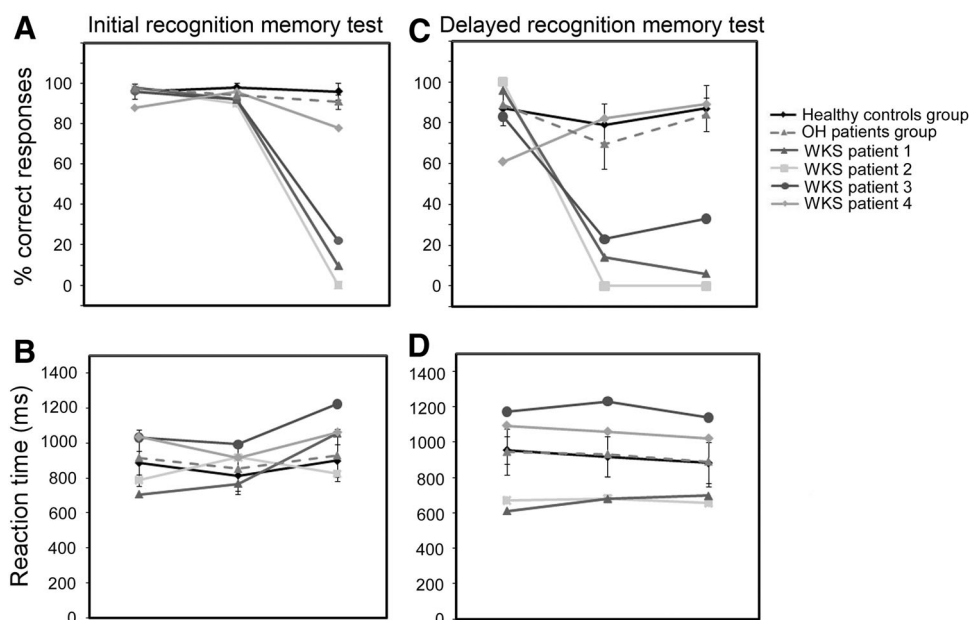 A Initial recognition memory test
% correct responses
100
80
60
40
20
0
C Delayed recognition memory test
100
80
60
40
20
0
Healthy controls group
OH patients group
WKS patient 1
WKS patient 2
WKS patient 3
WKS patient 4
B
Reaction time (ms)
1400
1200
1000
800
600
400
200
0
D
1400
1200
1000
800
600
400
200
0